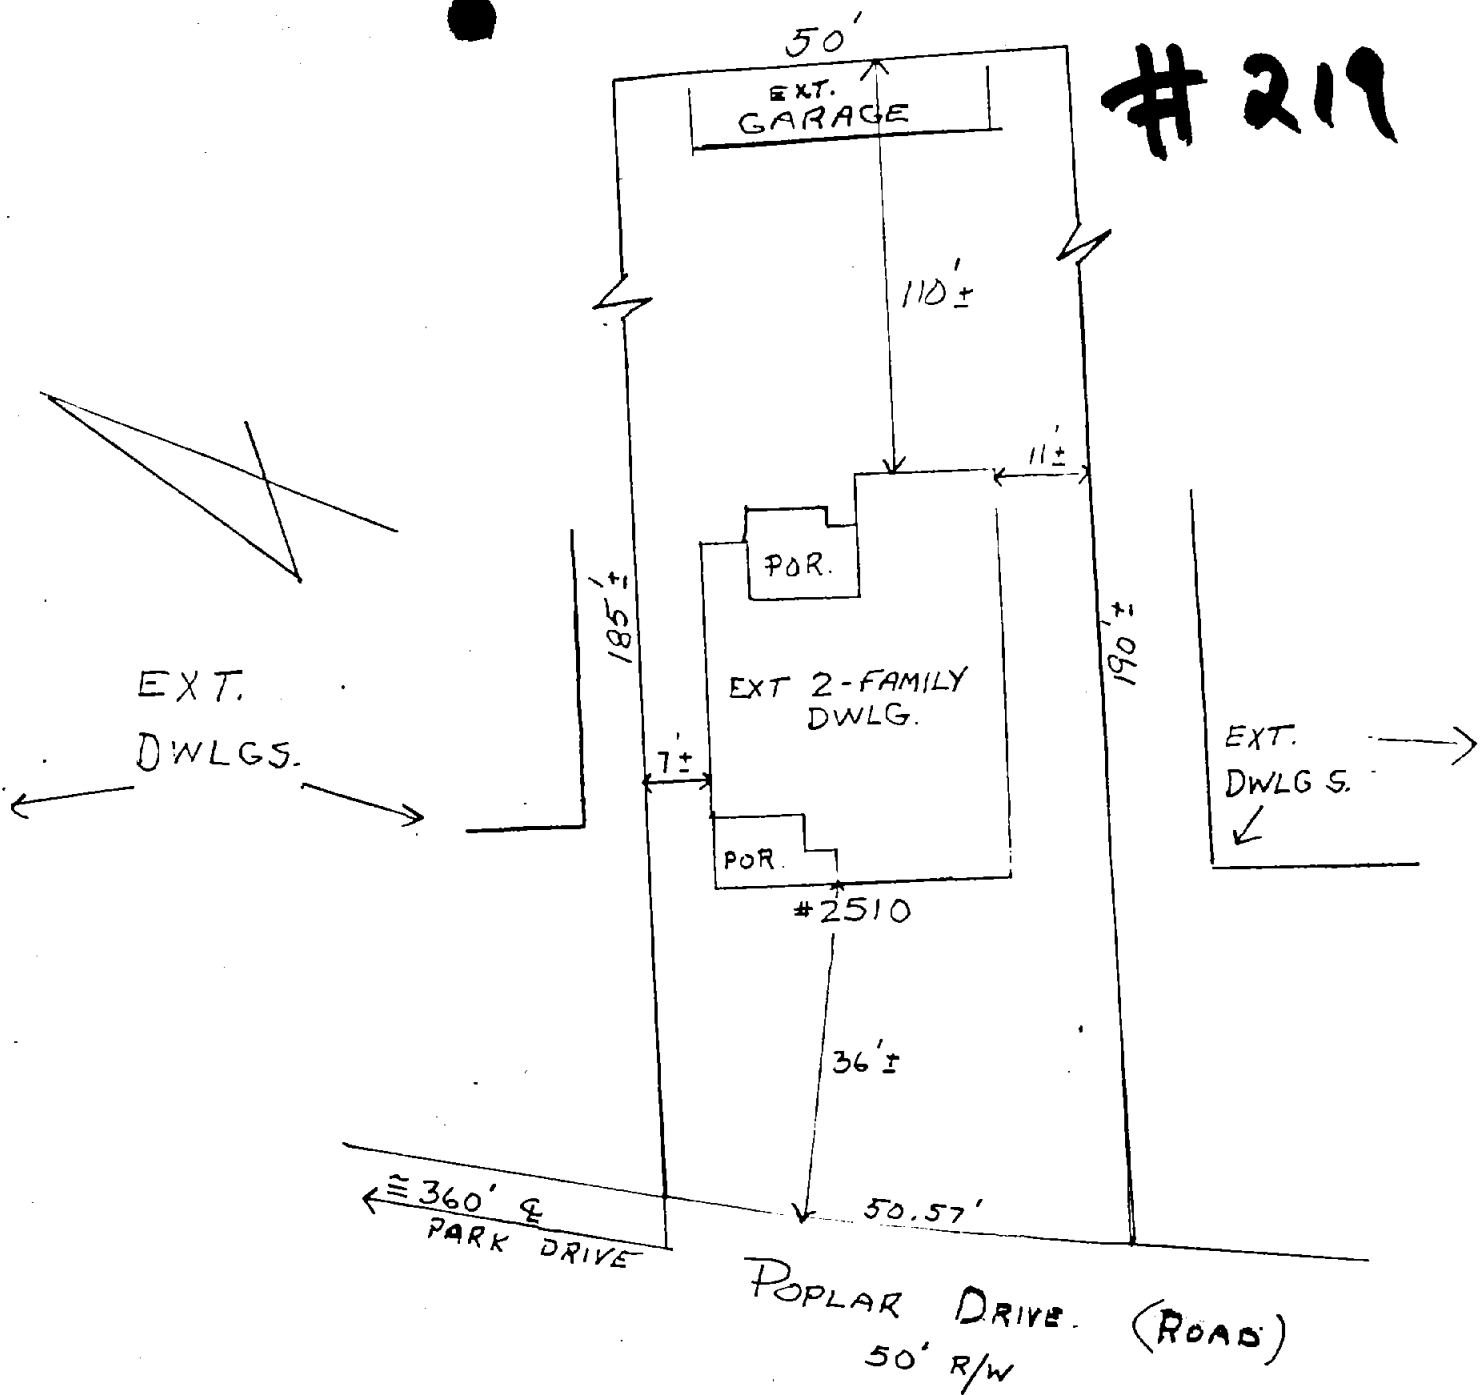 50'
# 219
EXT.
GARAGE
110'±
11'±
POR.
185'±
190'±
EXT.
DWLGS.
EXT 2-FAMILY
DWLG.
7'±
EXT.
DWLGS.
POR.
#2510
36'±
≅ 360' ℄
PARK DRIVE
50.57'
POPLAR DRIVE. (ROAD)
50' R/W